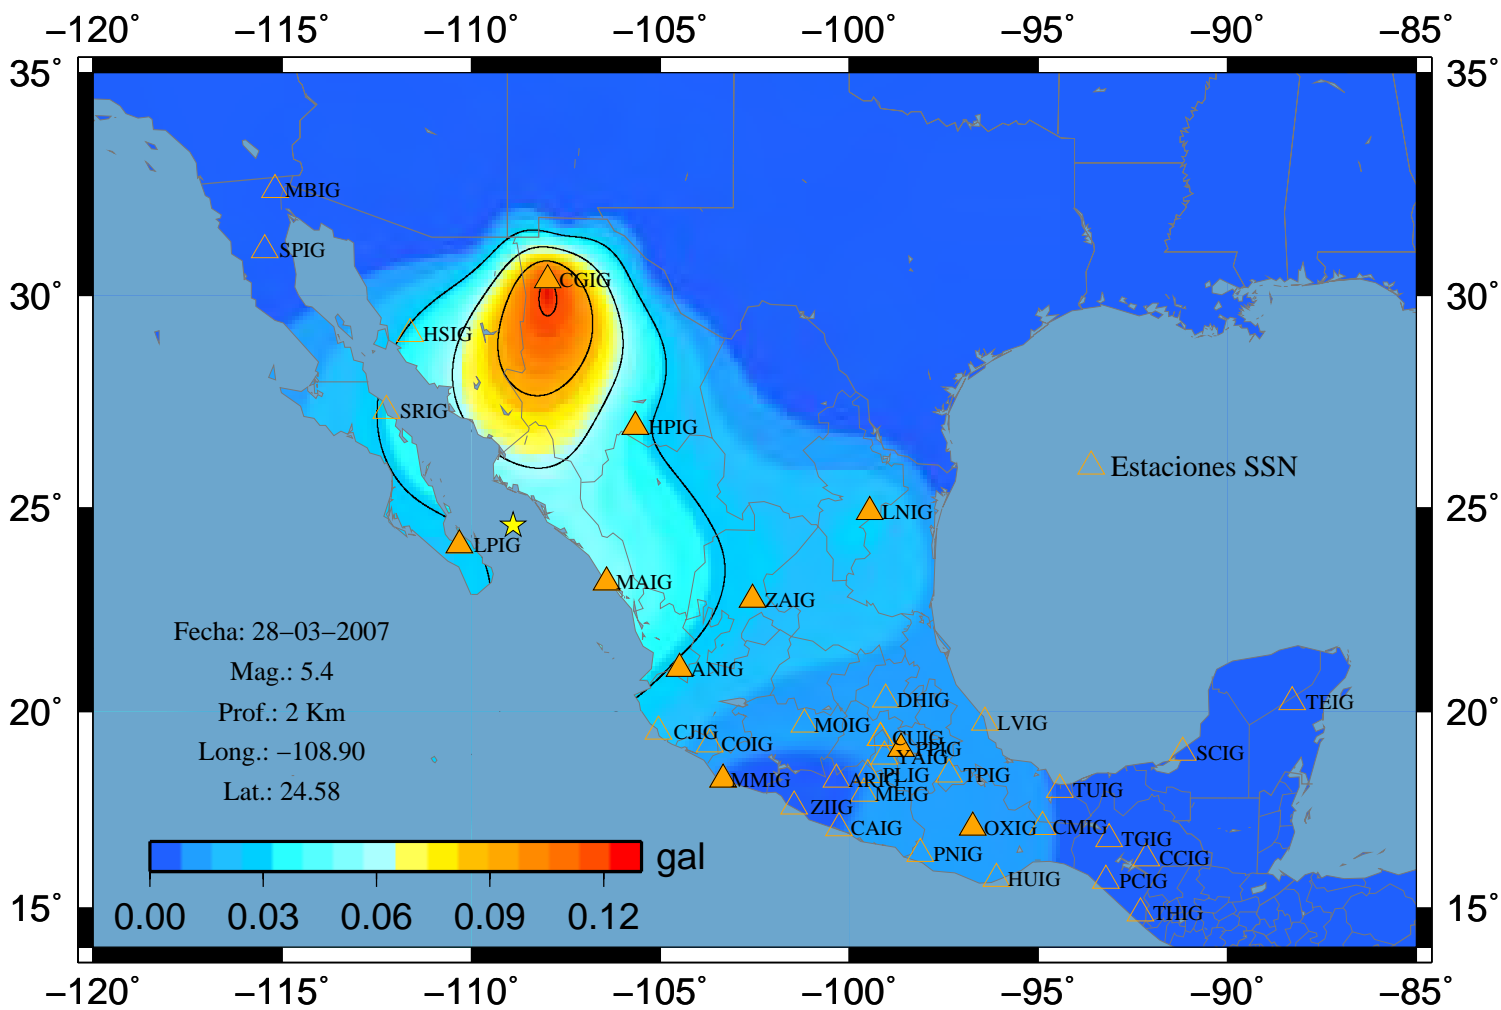 −120° −115° −110° −105° −100° −95° −90° −85°
35° 35°
MBIG
SPIG
30° CGIG 30°
HSIG
SRIG
HPIG
Estaciones SSN
25° LNIG 25°
LPIG
MAIG
ZAIG
Fecha: 28−03−2007
Mag.: 5.4
ANIG
DHIG TEIG
20° Prof.: 2 Km MOIG LVIG 20°
CJIG COIG CUIG PPIG SCIG
Long.: −108.90 YAIG
MMIG ARIG PLIG TPIG
Lat.: 24.58 MEIG TUIG
ZIIG
CAIG OXIG CMIG
TGIG
gal PNIG CCIG
HUIG PCIG
0.00 0.03 0.06 0.09 0.12
15° THIG 15°
−120° −115° −110° −105° −100° −95° −90° −85°